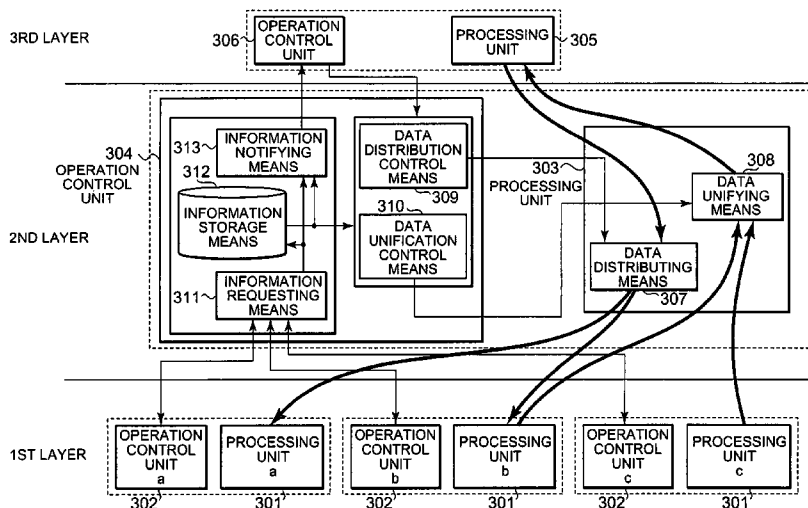 3RD LAYER
306
OPERATION
CONTROL
UNIT
PROCESSING
UNIT
305
304
OPERATION
CONTROL
UNIT
313
INFORMATION
NOTIFYING
MEANS
312
INFORMATION
STORAGE
MEANS
311
INFORMATION
REQUESTING
MEANS
DATA
DISTRIBUTION
CONTROL
MEANS
309
310
DATA
UNIFICATION
CONTROL
MEANS
303
PROCESSING
UNIT
308
DATA
UNIFYING
MEANS
DATA
DISTRIBUTING
MEANS
307
2ND LAYER
1ST LAYER
OPERATION
CONTROL
UNIT
a
302
PROCESSING
UNIT
a
301
OPERATION
CONTROL
UNIT
b
302
PROCESSING
UNIT
b
301
OPERATION
CONTROL
UNIT
c
302
PROCESSING
UNIT
c
301